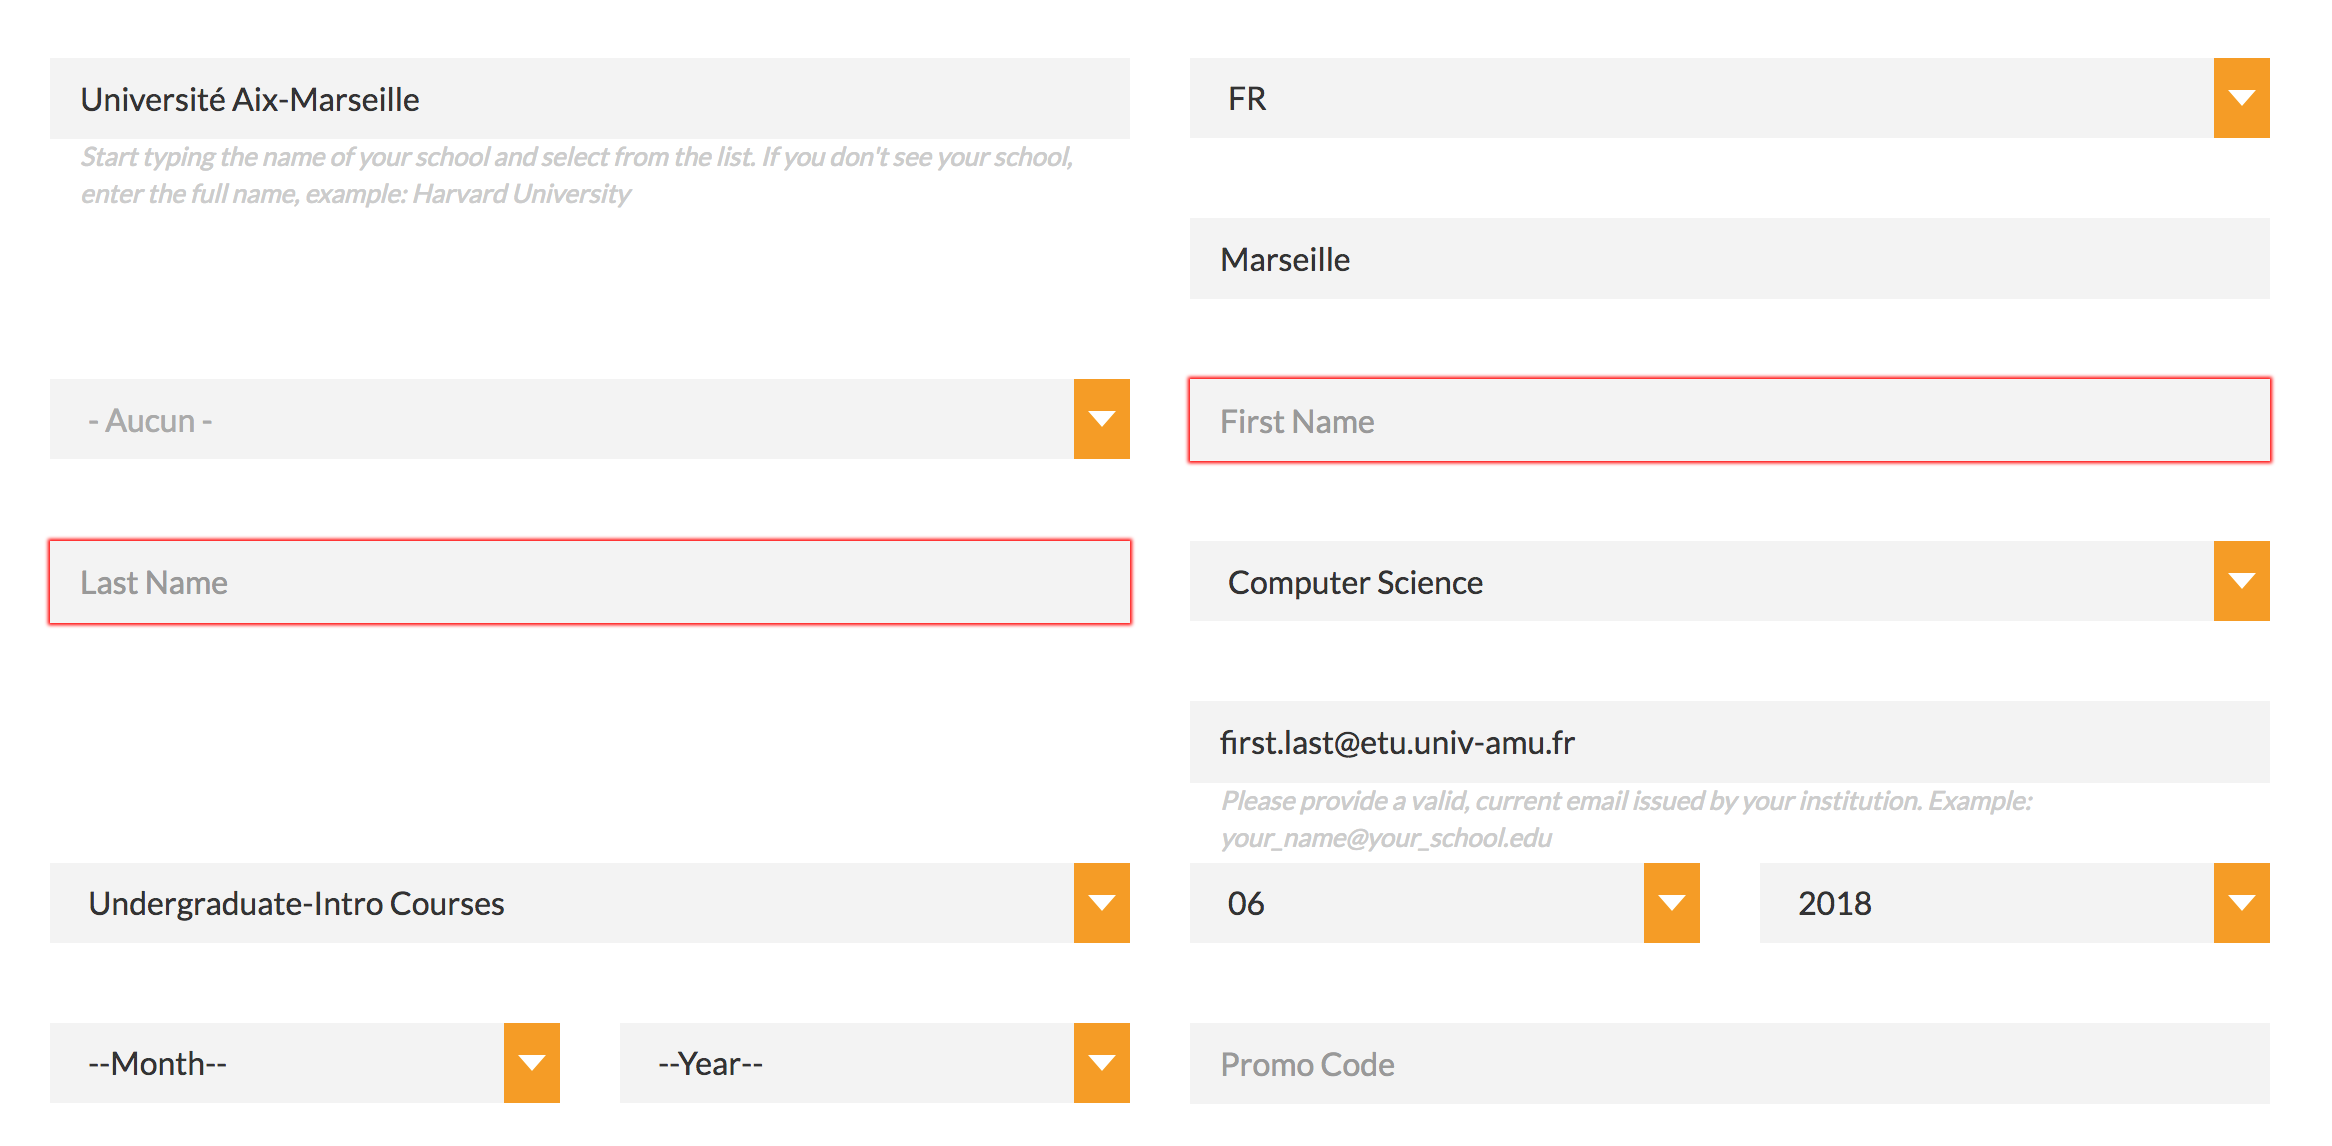 Université Aix-Marseille
FR
Start typing the name of your school and select from the list. If you don't see your school,
enter the full name, example: Harvard University
Marseille
- Aucun -
First Name
Last Name
Computer Science
first.last@etu.univ-amu.fr
Please provide a valid, current email issued by your institution. Example:
your_name@your_school.edu
Undergraduate-Intro Courses
06
2018
--Month--
--Year--
Promo Code